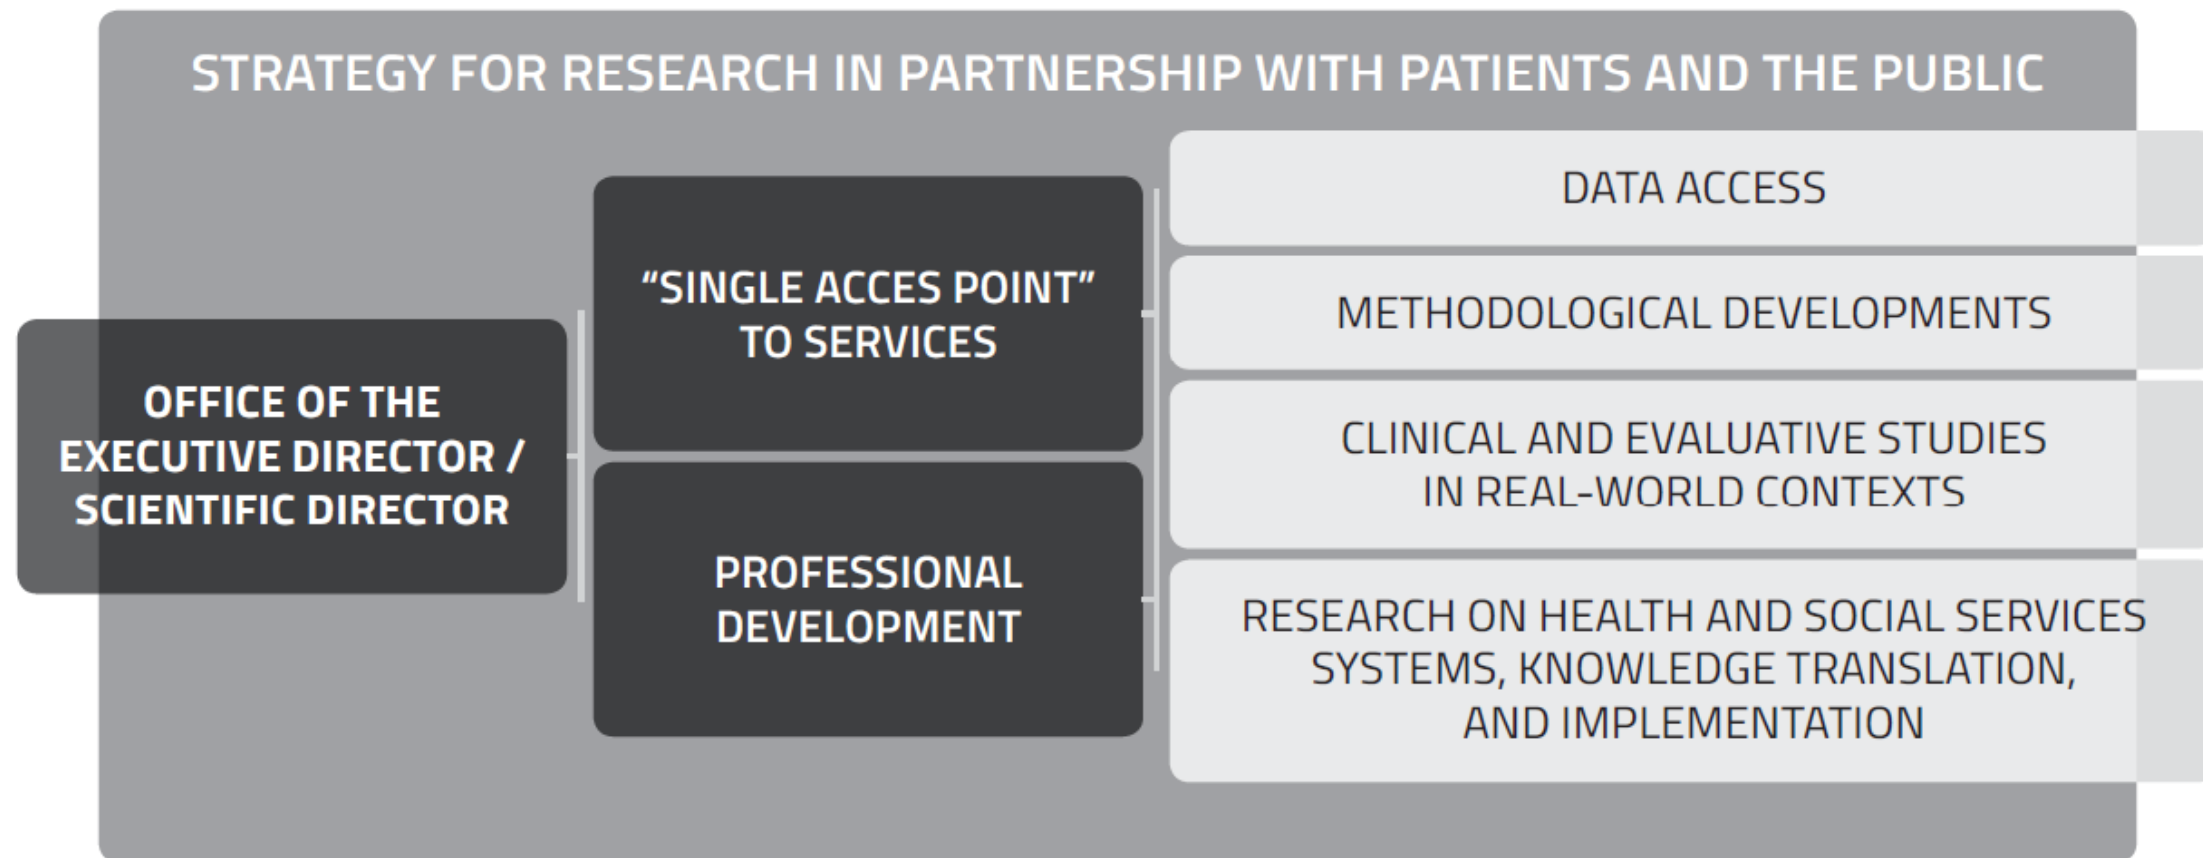 STRATEGY FOR RESEARCH IN PARTNERSHIP WITH PATIENTS AND THE PUBLIC
OFFICE OF THE
EXECUTIVE DIRECTOR /
SCIENTIFIC DIRECTOR
“SINGLE ACCES POINT”
TO SERVICES
PROFESSIONAL
DEVELOPMENT
DATA ACCESS
METHODOLOGICAL DEVELOPMENTS
CLINICAL AND EVALUATIVE STUDIES
IN REAL-WORLD CONTEXTS
RESEARCH ON HEALTH AND SOCIAL SERVICES
SYSTEMS, KNOWLEDGE TRANSLATION,
AND IMPLEMENTATION